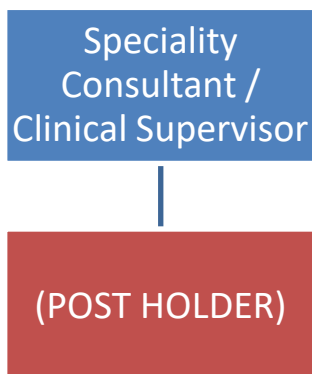 Speciality
Consultant /
Clinical Supervisor
(POST HOLDER)